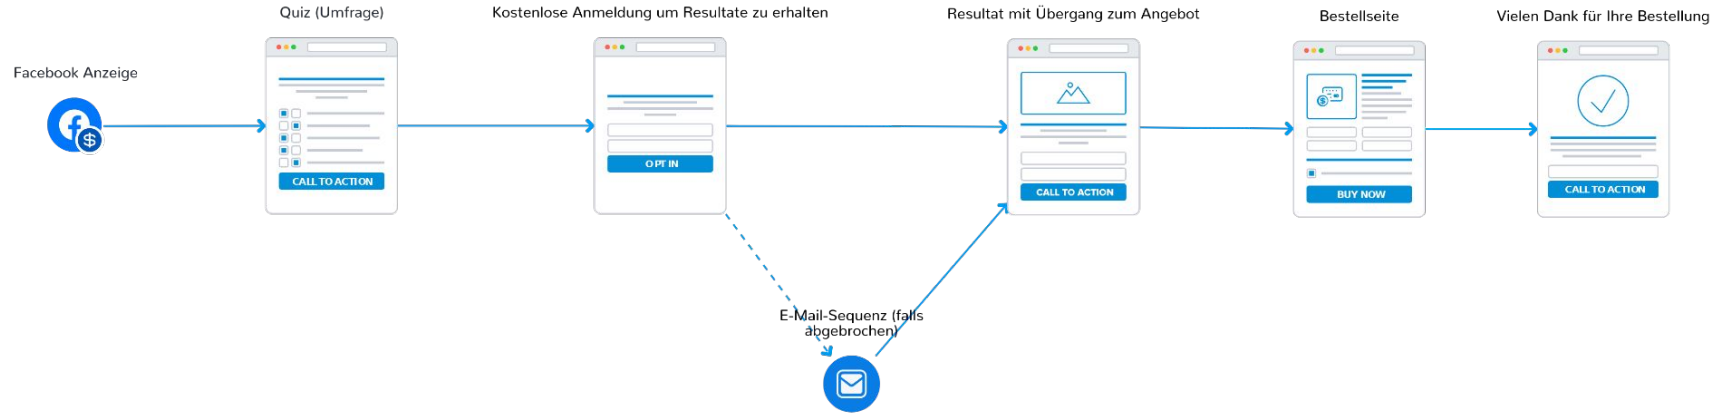 Quiz (Umfrage)
Kostenlose Anmeldung um Resultate zu erhalten
Resultat mit Übergang zum Angebot
Bestellseite
Vielen Dank für Ihre Bestellung
Facebook Anzeige
$
CALL TO ACTION
OPT IN
CALL TO ACTION
$
BUY NOW
CALL TO ACTION
E-Mail-Sequenz (falls
abgebrochen)